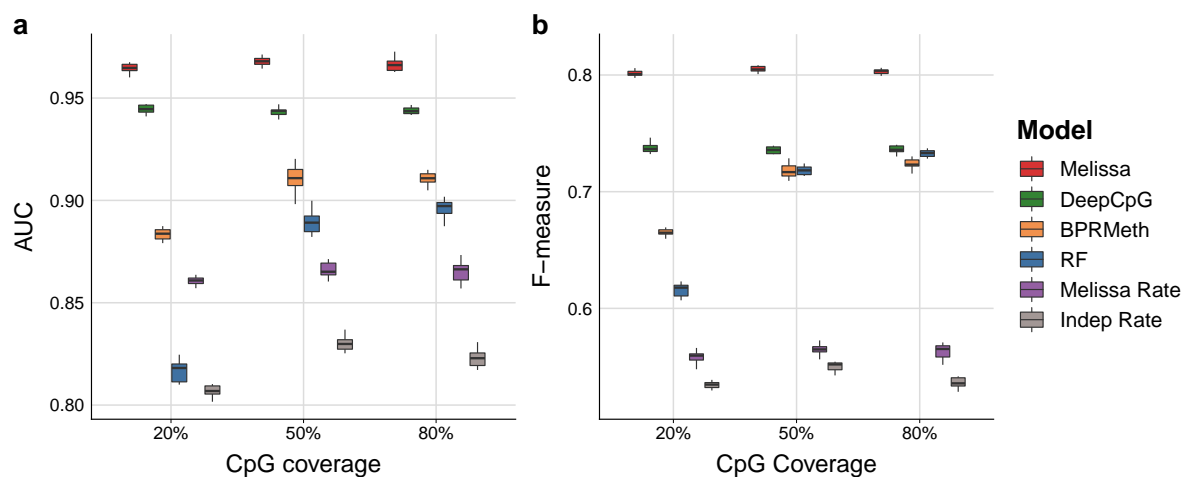 a
AUC
0.95
0.90
0.85
0.80
20%
50%
80%
CpG coverage
b
F−measure
0.8
0.7
0.6
20%
50%
80%
CpG Coverage
Model
Melissa
DeepCpG
BPRMeth
RF
Melissa Rate
Indep Rate